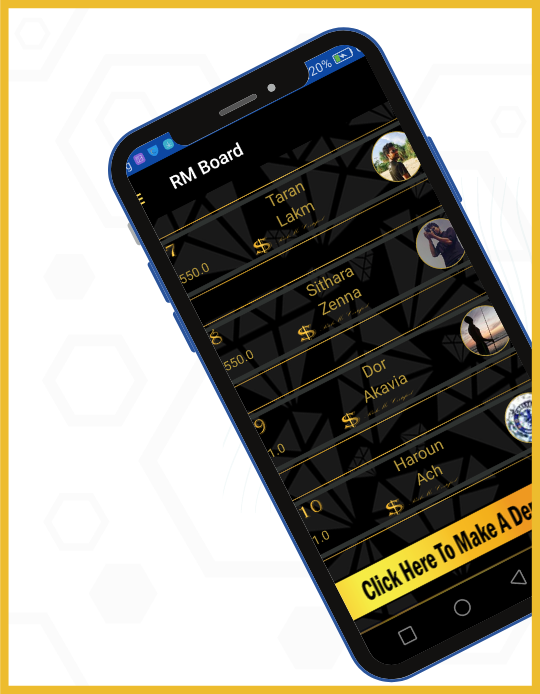 g
20%
RM Board
Taran
Lakm
7
$
550.0
Sithara
Zenna
8
$
550.0
Dor
Akavia
9
$
1.0
Haroun
Ach
10
$
1.0
Click Here To Make A De